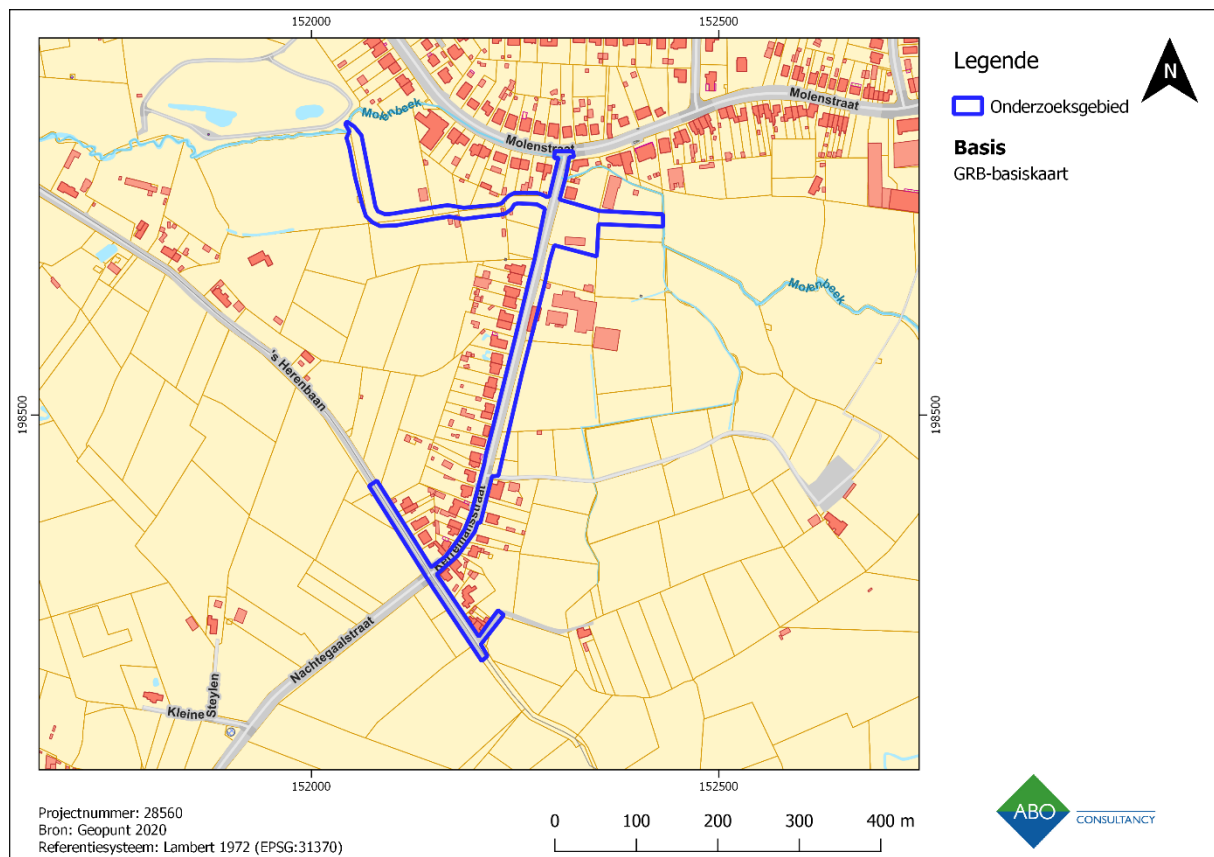 152000
152500
Molenbeek
Molenstraat
Molenstraat
Molenbeek
's Herenbaan
198500
198500
Kerremansstraat
Nachtegaalstraat
Kleine
Steylen
152000
152500
Legende
N
Onderzoeksgebied
Basis
GRB-basiskaart
Projectnummer: 28560
Bron: Geopunt 2020
Referentiesysteem: Lambert 1972 (EPSG:31370)
0 100 200 300 400 m
ABO CONSULTANCY